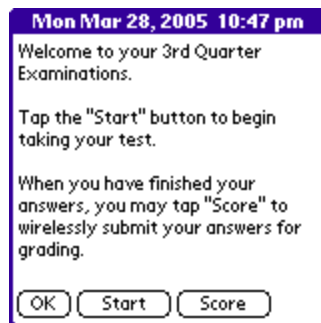 Mon Mar 28, 2005 10:47 pm
Welcome to your 3rd Quarter
Examinations.
Tap the "Start" button to begin
taking your test.
When you have finished your
answers, you may tap "Score" to
wirelessly submit your answers for
grading.
OK Start Score